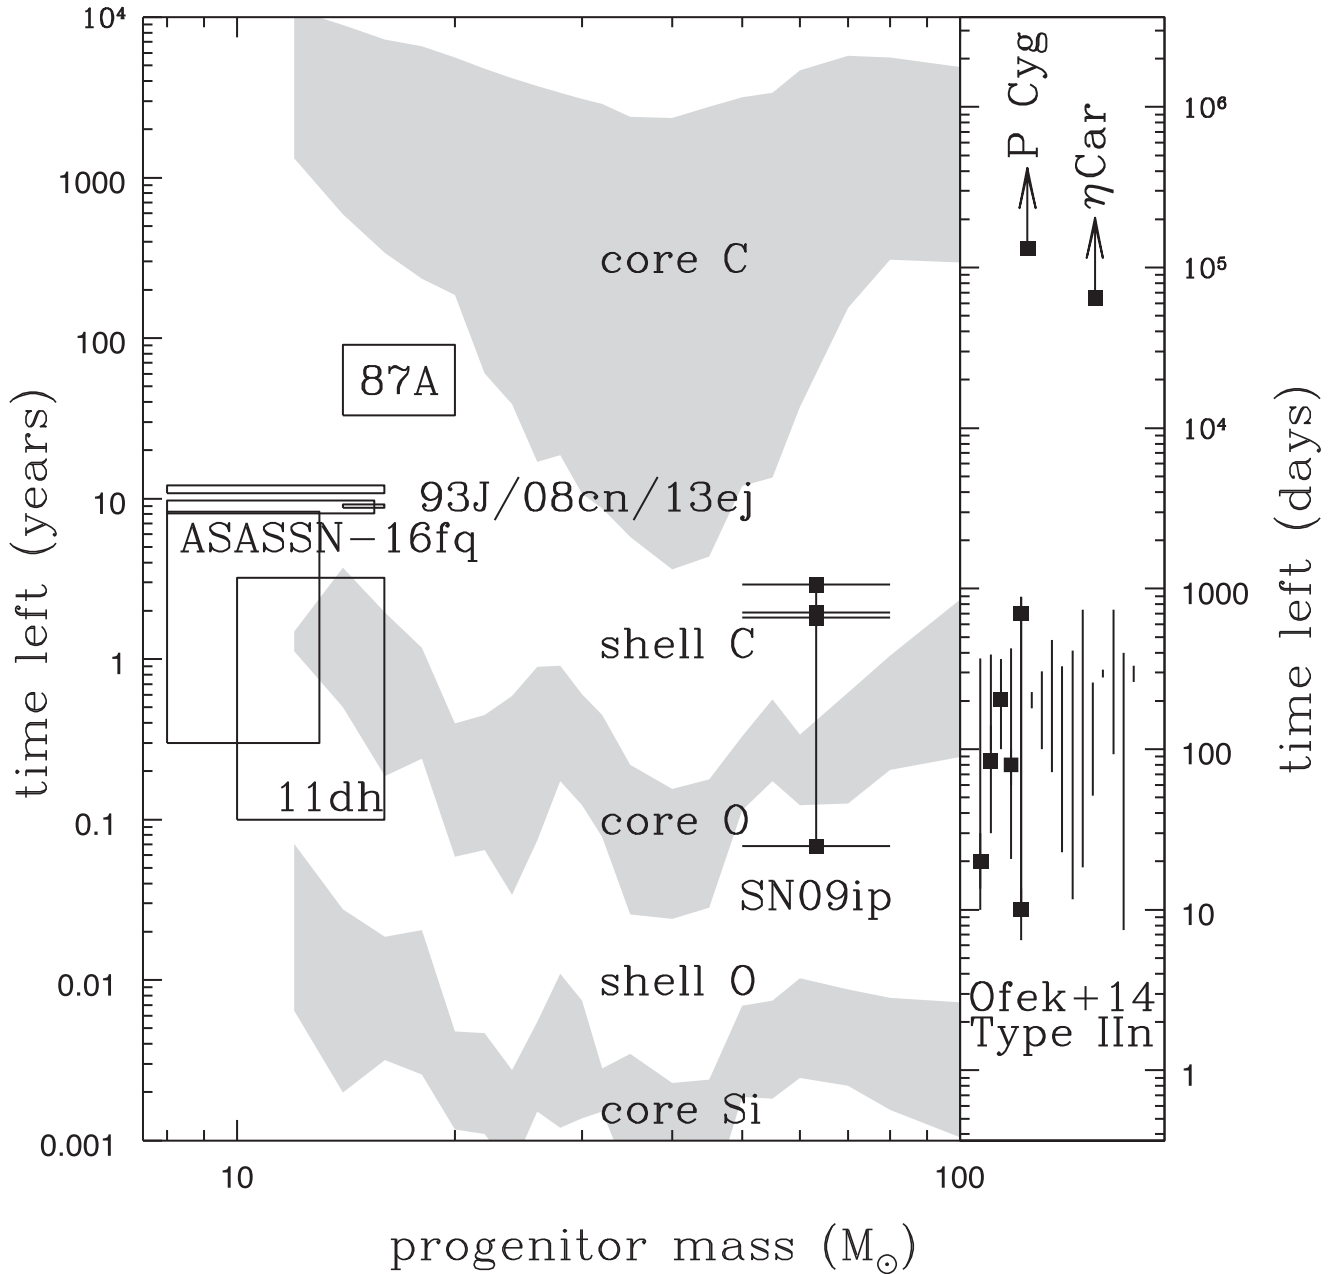 10⁴
1000
100
10
1
0.1
0.01
0.001
time left (years)
10
100
progenitor mass (M☉)
core C
87A
93J/08cn/13ej
ASASSN-16fq
shell C
11dh
core O
SN09ip
shell O
core Si
P Cyg
ηCar
Ofek+14
Type IIn
10⁶
10⁵
10⁴
1000
100
10
1
time left (days)